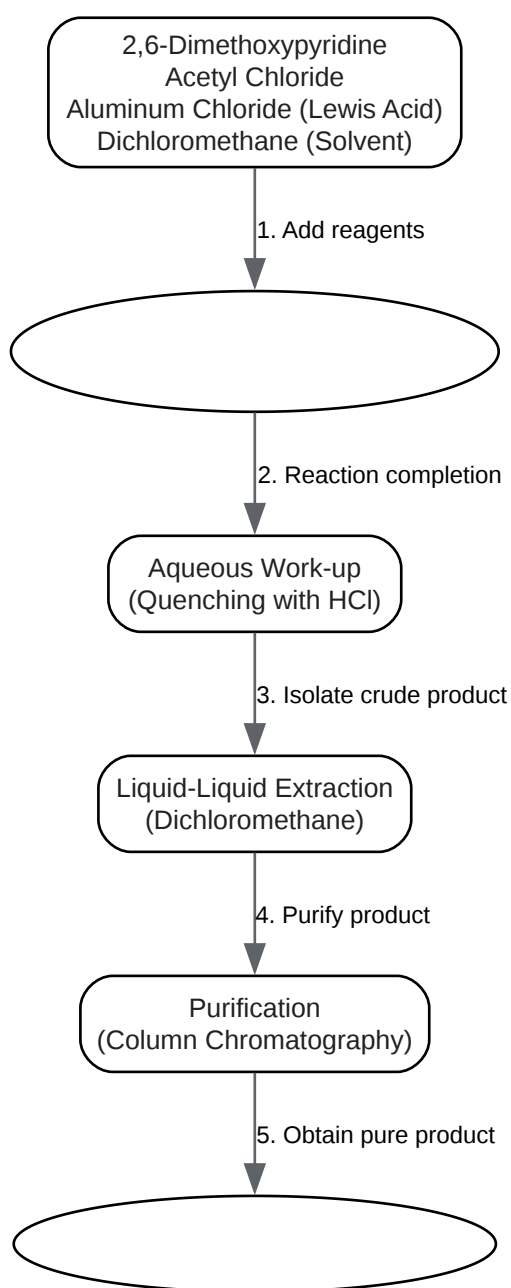 2,6-Dimethoxypyridine
Acetyl Chloride
Aluminum Chloride (Lewis Acid)
Dichloromethane (Solvent)
1. Add reagents
2. Reaction completion
Aqueous Work-up
(Quenching with HCl)
3. Isolate crude product
Liquid-Liquid Extraction
(Dichloromethane)
4. Purify product
Purification
(Column Chromatography)
5. Obtain pure product